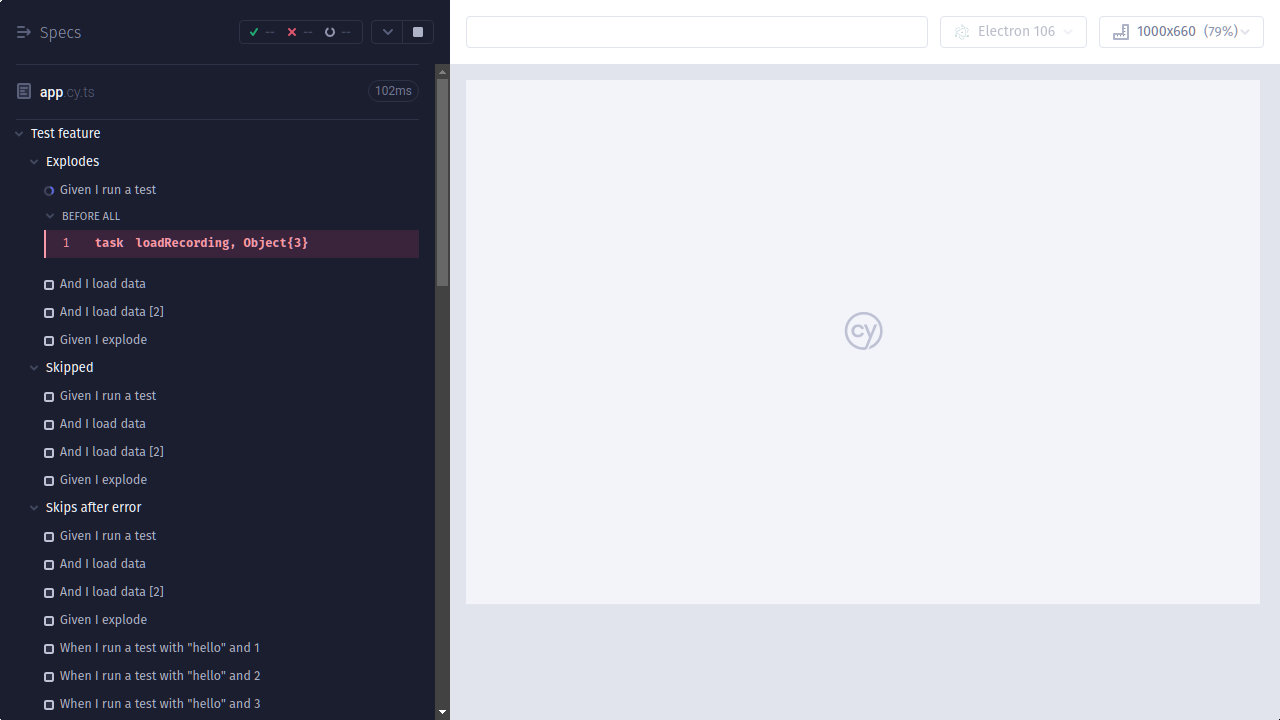 Specs
--
--
--
app.cy.ts
102ms
Test feature
Explodes
Given I run a test
BEFORE ALL
1 task loadRecording, Object{3}
And I load data
And I load data [2]
Given I explode
Skipped
Given I run a test
And I load data
And I load data [2]
Given I explode
Skips after error
Given I run a test
And I load data
And I load data [2]
Given I explode
When I run a test with "hello" and 1
When I run a test with "hello" and 2
When I run a test with "hello" and 3
Electron 106
1000x660 (79%)
cy